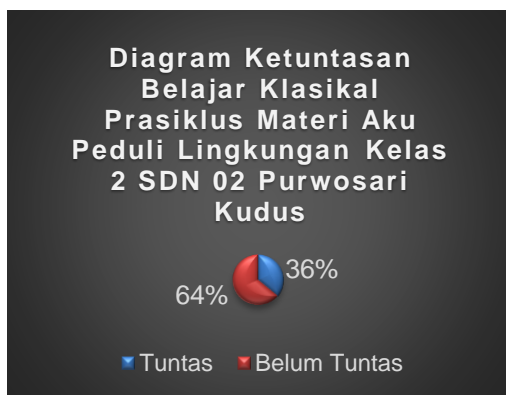 Diagram Ketuntasan
Belajar Klasikal
Prasiklus Materi Aku
Peduli Lingkungan Kelas
2 SDN 02 Purwosari
Kudus
36%
64%
Tuntas
Belum Tuntas